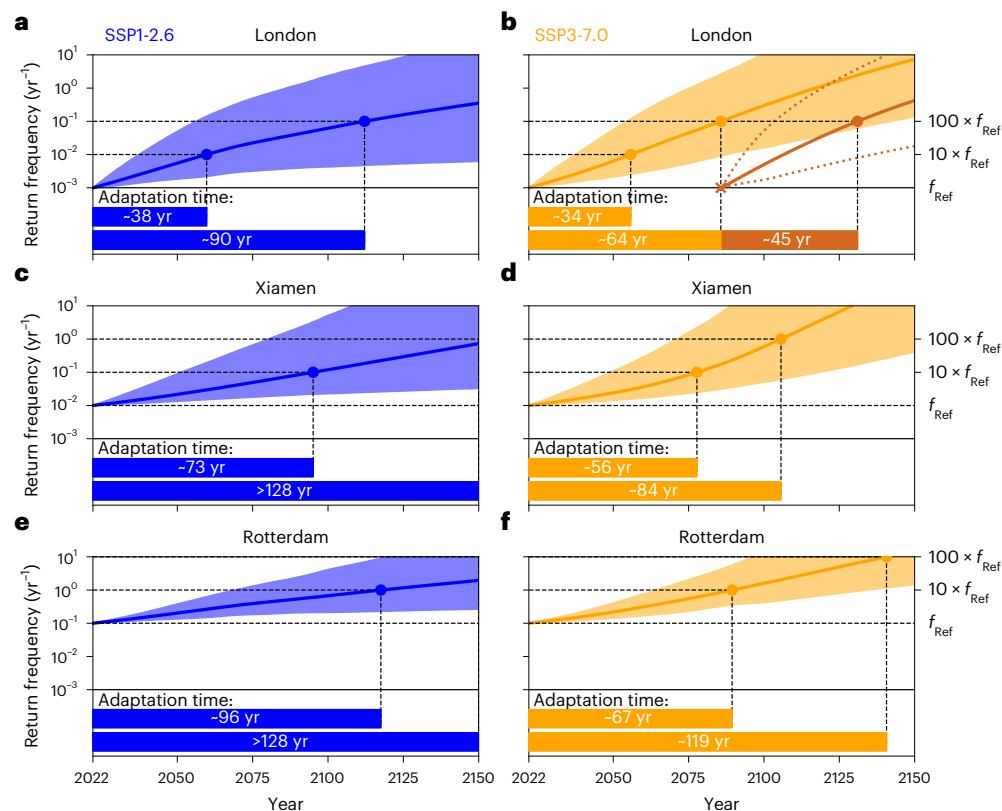 a
b
SSP1-2.6
London
SSP3-7.0
London
Return frequency (yr⁻¹)
10¹
10⁰
10⁻¹
10⁻²
10⁻³
100 × f_Ref
10 × f_Ref
f_Ref
Adaptation time:
~38 yr
~90 yr
Adaptation time:
~34 yr
~64 yr
~45 yr
c
d
Xiamen
Xiamen
Return frequency (yr⁻¹)
10¹
10⁰
10⁻¹
10⁻²
10⁻³
100 × f_Ref
10 × f_Ref
f_Ref
Adaptation time:
~73 yr
>128 yr
Adaptation time:
~56 yr
~84 yr
e
f
Rotterdam
Rotterdam
Return frequency (yr⁻¹)
10¹
10⁰
10⁻¹
10⁻²
10⁻³
100 × f_Ref
10 × f_Ref
f_Ref
Adaptation time:
~96 yr
>128 yr
Adaptation time:
~67 yr
~119 yr
2022 2050 2075 2100 2125 2150
2022 2050 2075 2100 2125 2150
Year
Year